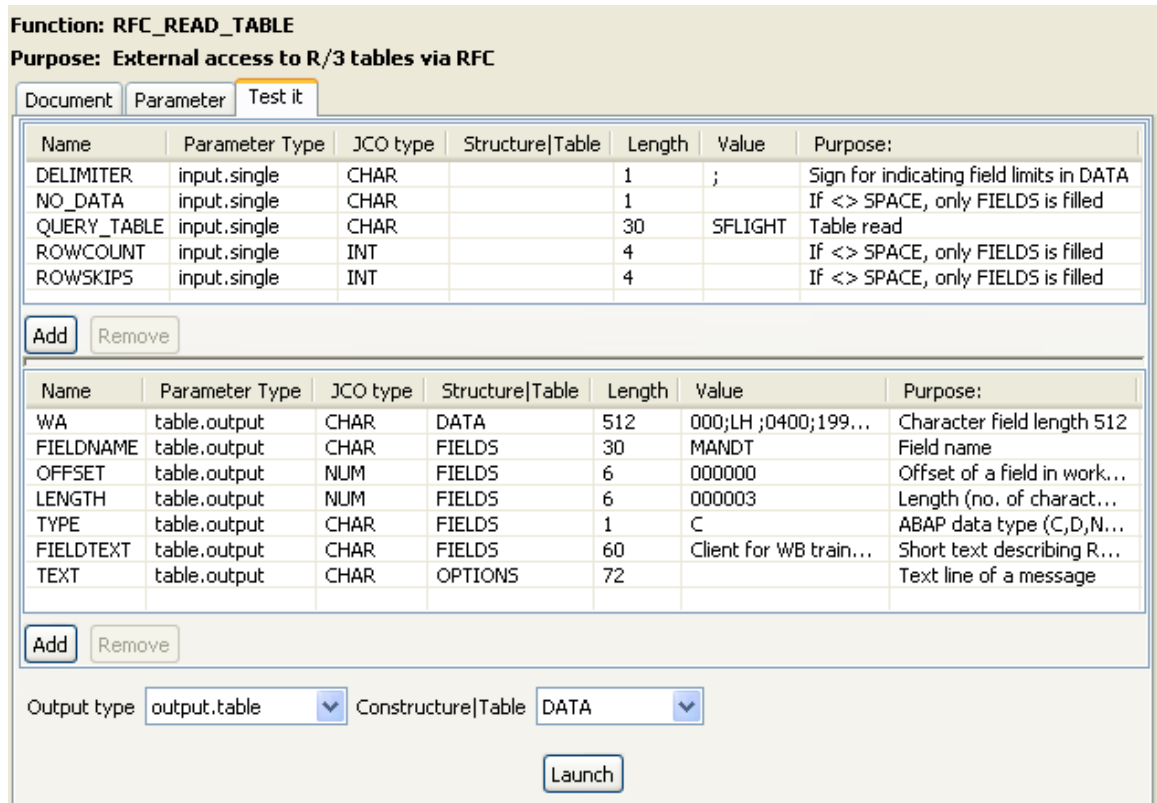 Function: RFC_READ_TABLE
Purpose: External access to R/3 tables via RFC
Document Parameter Test it
Name Parameter Type JCO type Structure|Table Length Value Purpose:
DELIMITER input.single CHAR 1 ; Sign for indicating field limits in DATA
NO_DATA input.single CHAR 1 If <> SPACE, only FIELDS is filled
QUERY_TABLE input.single CHAR 30 SFLIGHT Table read
ROWCOUNT input.single INT 4 If <> SPACE, only FIELDS is filled
ROWSKIPS input.single INT 4 If <> SPACE, only FIELDS is filled
Add Remove
Name Parameter Type JCO type Structure|Table Length Value Purpose:
WA table.output CHAR DATA 512 000;LH ;0400;199... Character field length 512
FIELDNAME table.output CHAR FIELDS 30 MANDT Field name
OFFSET table.output NUM FIELDS 6 000000 Offset of a field in work...
LENGTH table.output NUM FIELDS 6 000003 Length (no. of charact...
TYPE table.output CHAR FIELDS 1 C ABAP data type (C,D,N...
FIELDTEXT table.output CHAR FIELDS 60 Client for WB train... Short text describing R...
TEXT table.output CHAR OPTIONS 72 Text line of a message
Add Remove
Output type output.table Constructure|Table DATA
Launch